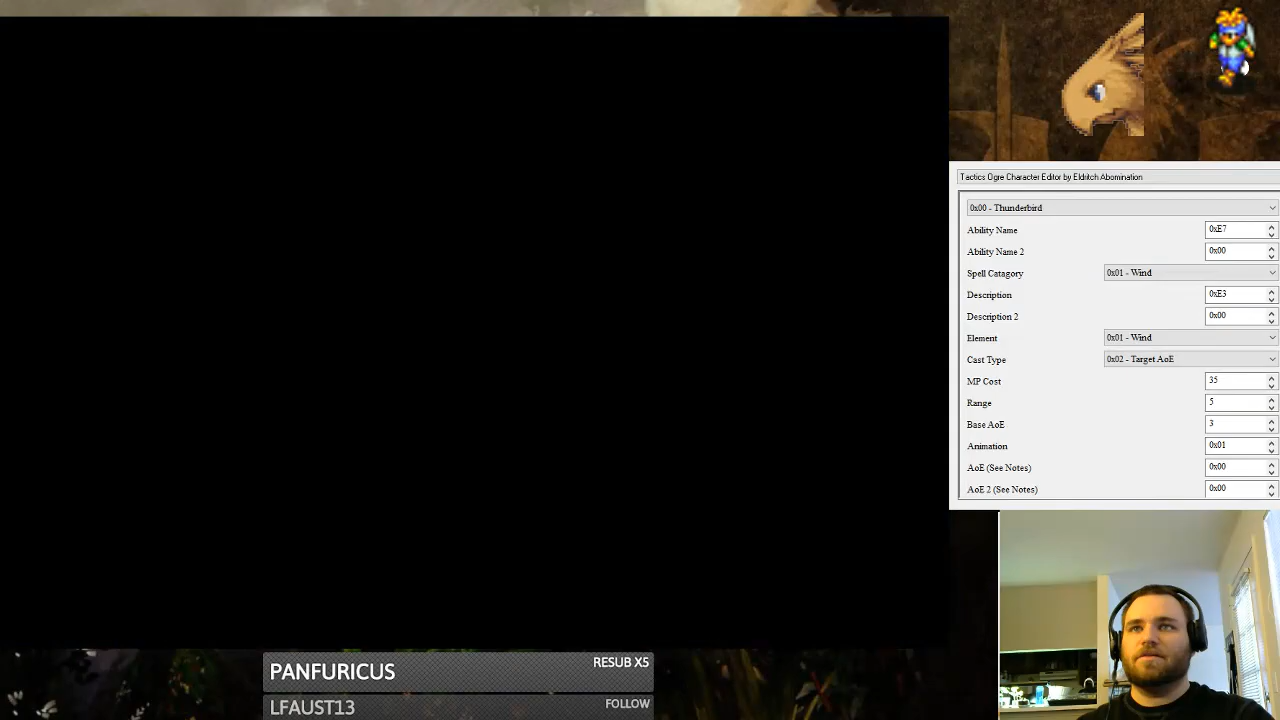 Tactics Ogre Character Editor by Eldritch Abomination
0x00 - Thunderbird
Ability Name 0xE7
Ability Name 2 0x00
Spell Catagory 0x01 - Wind
Description 0xE3
Description 2 0x00
Element 0x01 - Wind
Cast Type 0x02 - Target AoE
MP Cost 35
Range 5
Base AoE 3
Animation 0x01
AoE (See Notes) 0x00
AoE 2 (See Notes) 0x00
PANFURICUS RESUB X5
LFAUST13 FOLLOW